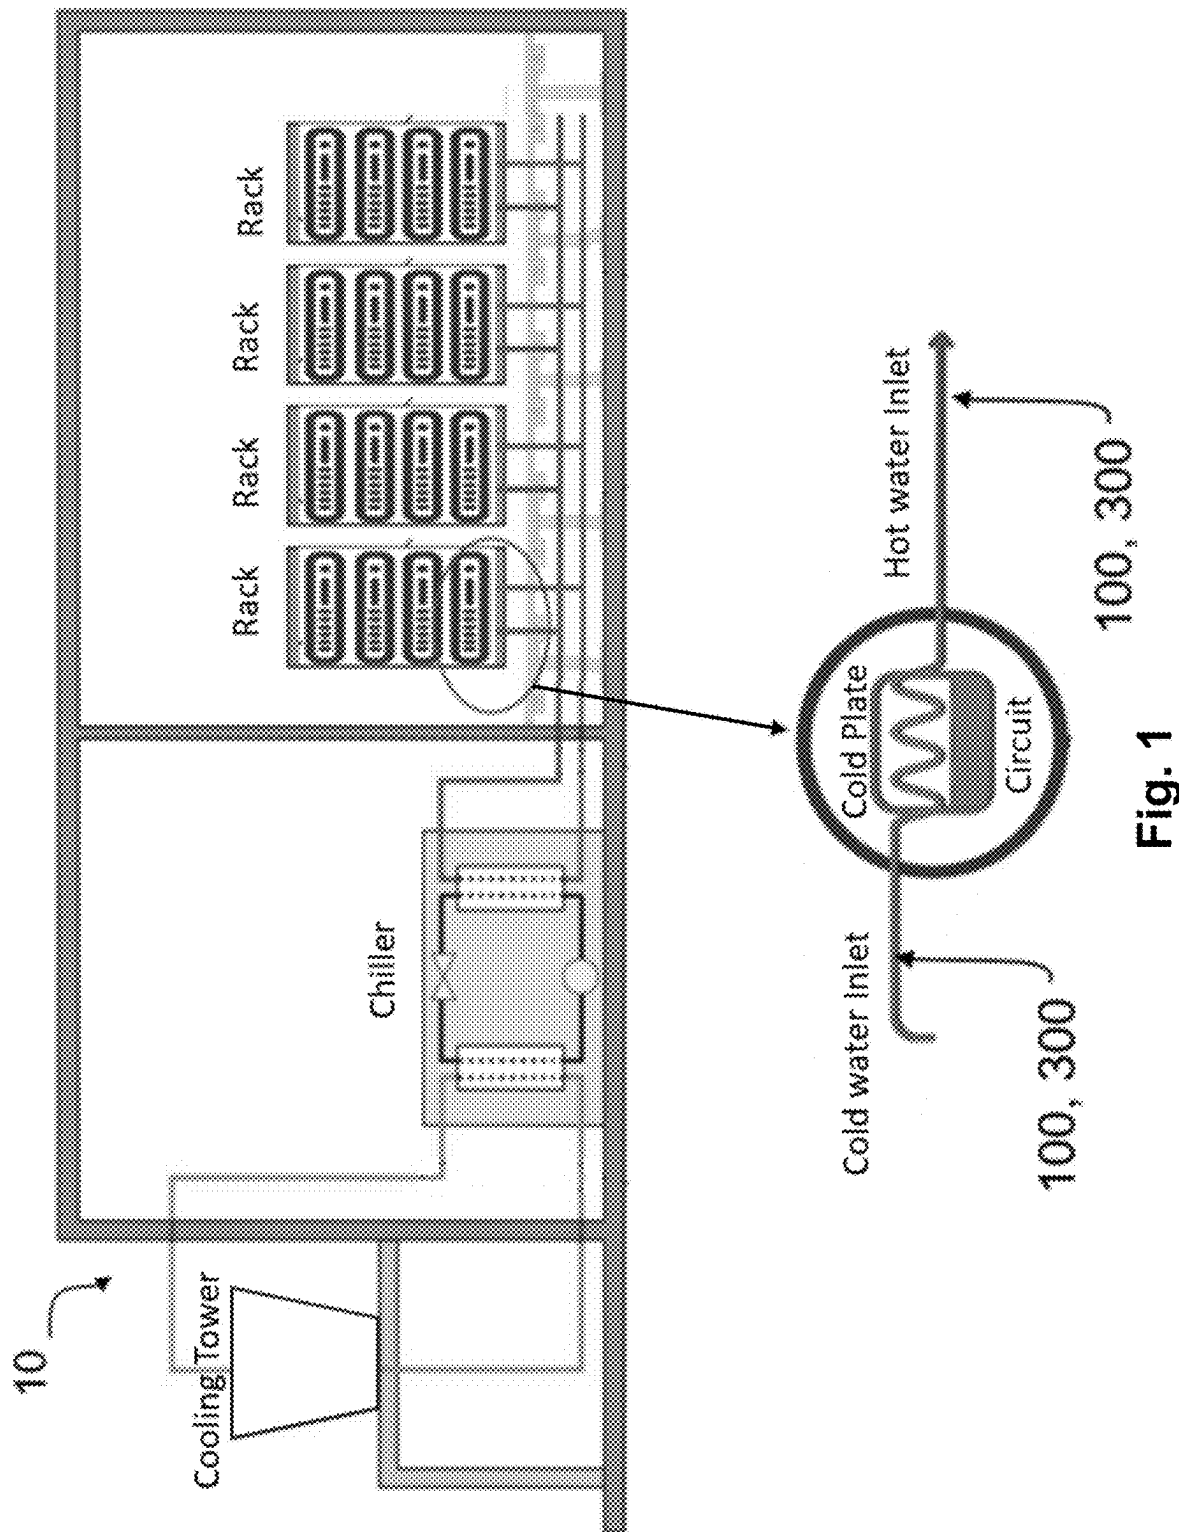 10
Cooling Tower
Chiller
Rack
Rack
Rack
Rack
Cold water inlet
100, 300
Cold Plate
Circuit
Hot water inlet
100, 300
Fig. 1